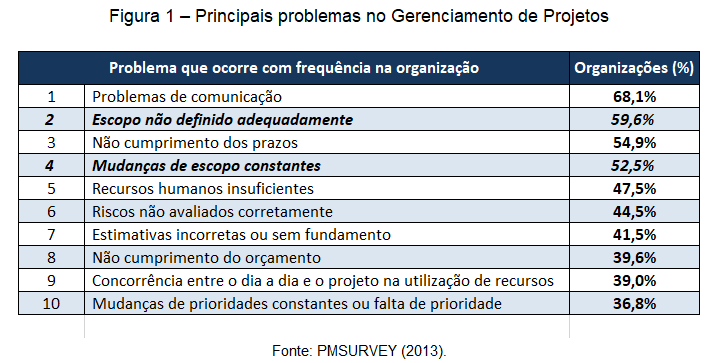 Figura 1 – Principais problemas no Gerenciamento de Projetos
Problema que ocorre com frequência na organização Organizações (%)
1 Problemas de comunicação 68,1%
2 Escopo não definido adequadamente 59,6%
3 Não cumprimento dos prazos 54,9%
4 Mudanças de escopo constantes 52,5%
5 Recursos humanos insuficientes 47,5%
6 Riscos não avaliados corretamente 44,5%
7 Estimativas incorretas ou sem fundamento 41,5%
8 Não cumprimento do orçamento 39,6%
9 Concorrência entre o dia a dia e o projeto na utilização de recursos 39,0%
10 Mudanças de prioridades constantes ou falta de prioridade 36,8%
Fonte: PMSURVEY (2013).